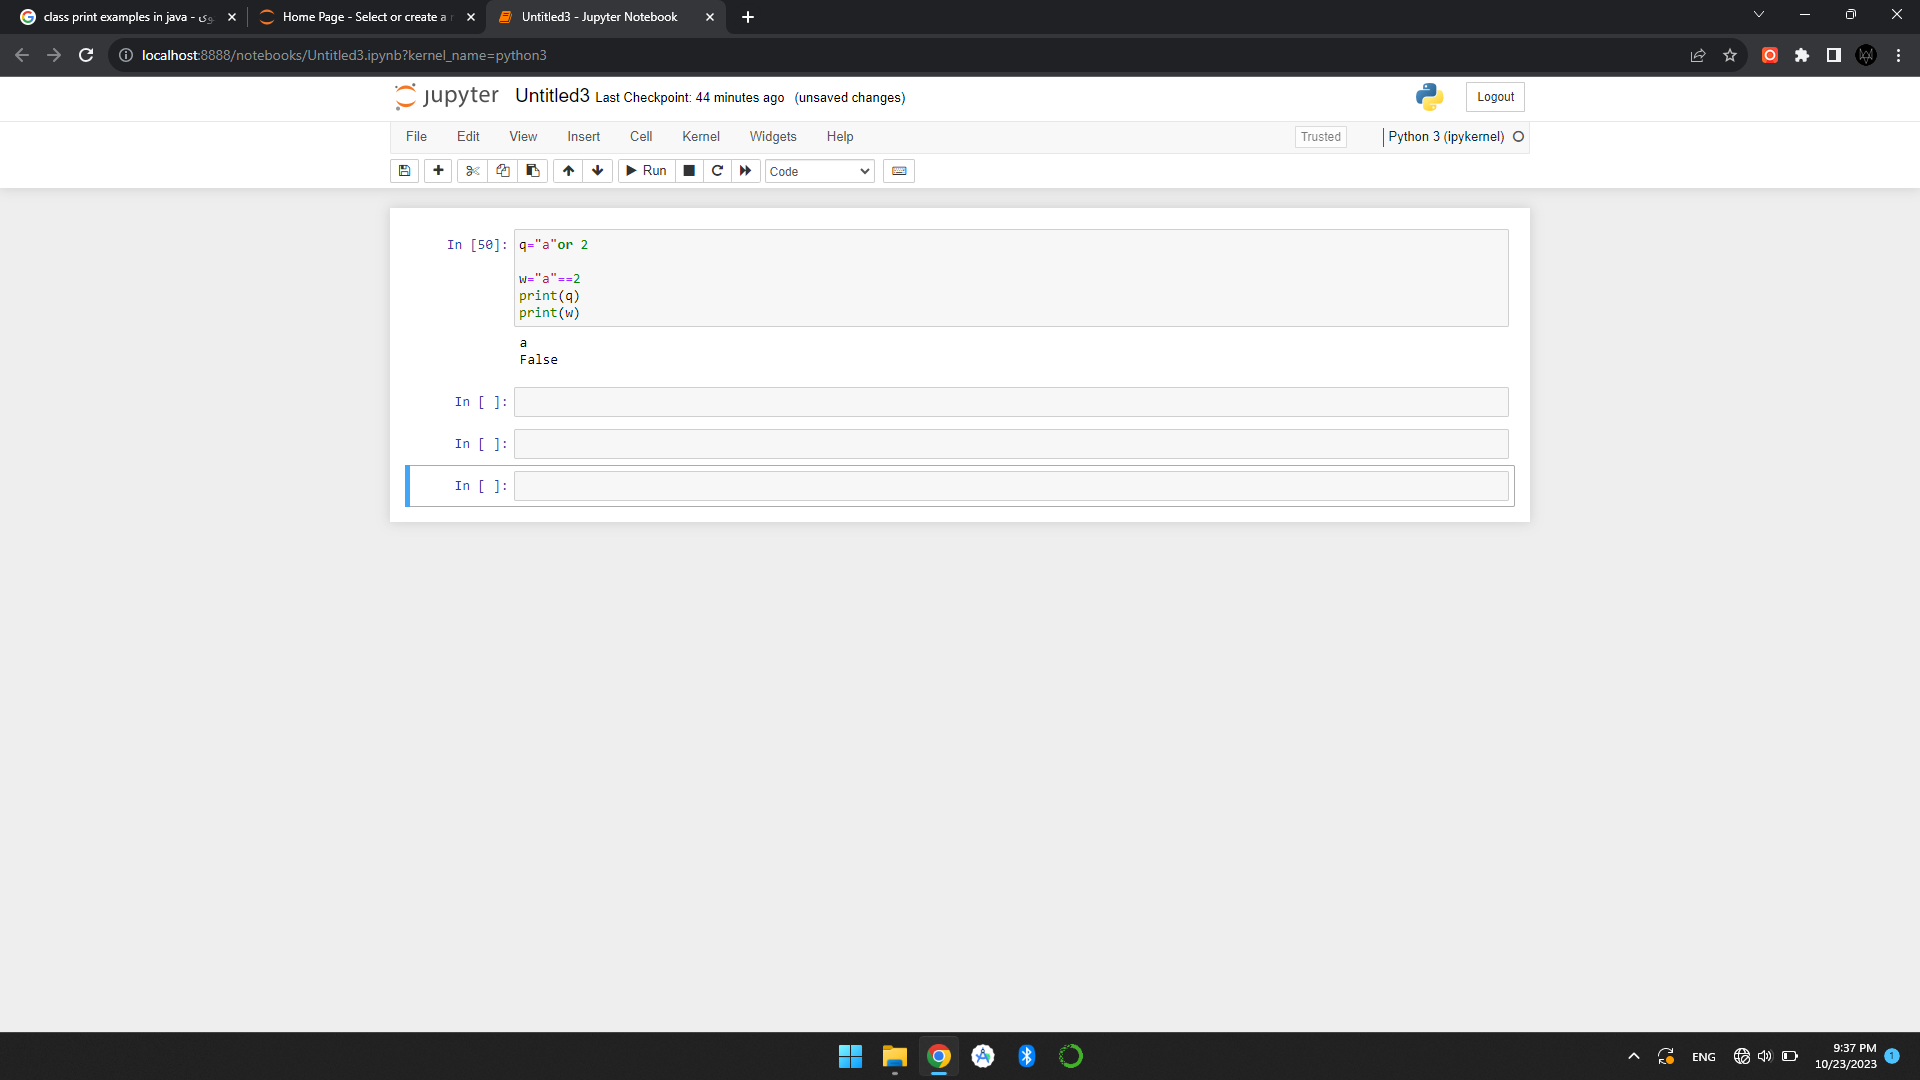 class print examples in java -
Home Page - Select or create a
Untitled3 - Jupyter Notebook
localhost:8888/notebooks/Untitled3.ipynb?kernel_name=python3
jupyter Untitled3 Last Checkpoint: 44 minutes ago (unsaved changes)
Logout
File Edit View Insert Cell Kernel Widgets Help
Trusted
Python 3 (ipykernel)
Run
Code
In [50]: q="a"or 2
w="a"==2
print(q)
print(w)
a
False
In [ ]:
In [ ]:
In [ ]:
ENG
9:37 PM
10/23/2023
1